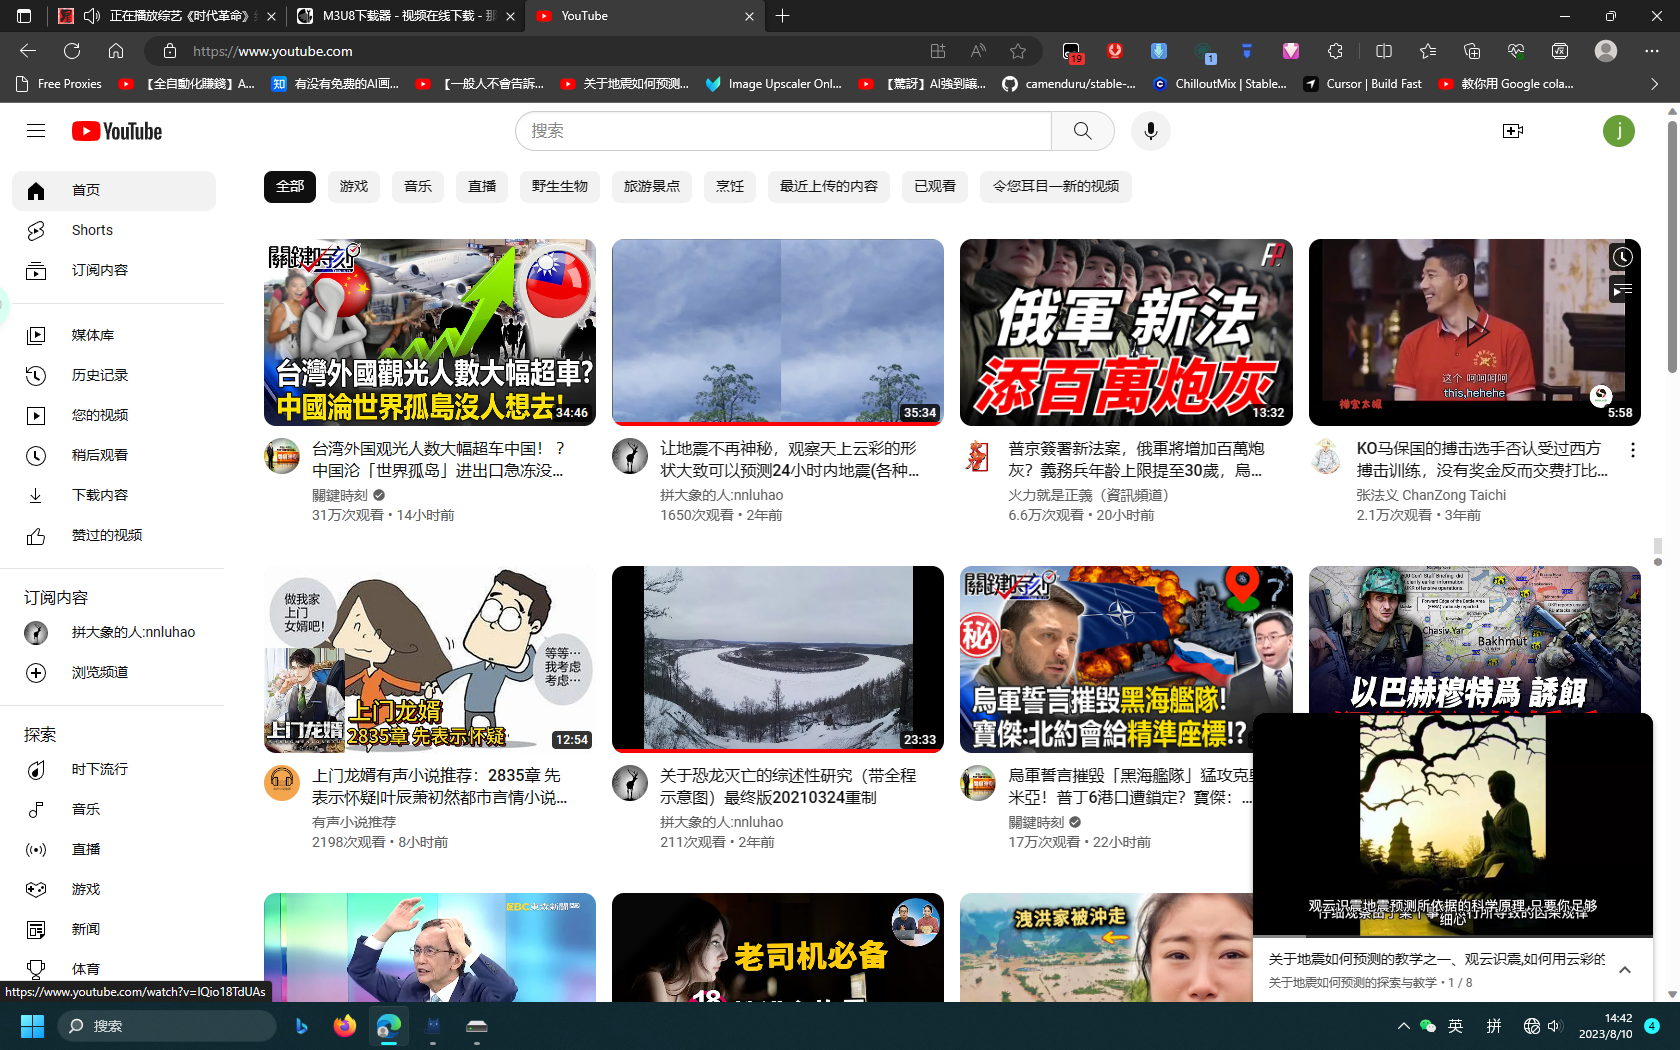 正在播放综艺《时代革命》
M3U8下载器 - 视频在线下载 - 那
YouTube
https://www.youtube.com
19
1
Free Proxies
【全自動化賺錢】A...
知
有没有免费的AI画...
【一般人不會告訴...
关于地震如何预测...
Image Upscaler Onl...
【驚訝】AI強到讓...
camenduru/stable-...
ChilloutMix | Stable...
Cursor | Build Fast
教你用 Google cola...
YouTube
搜索
j
首页
Shorts
订阅内容
媒体库
历史记录
您的视频
稍后观看
下载内容
赞过的视频
订阅内容
拼大象的人:nnluhao
浏览频道
探索
时下流行
音乐
直播
游戏
新闻
体育
全部
游戏
音乐
直播
野生生物
旅游景点
烹饪
最近上传的内容
已观看
令您耳目一新的视频
關鍵時刻
台灣外國觀光人數大幅超車?
中國淪世界孤島沒人想去!
34:46
台湾外国观光人数大幅超车中国！？
中国沦「世界孤岛」进出口急冻没...
關鍵時刻
31万次观看 • 14小时前
35:34
让地震不再神秘，观察天上云彩的形
状大致可以预测24小时内地震(各种...
拼大象的人:nnluhao
1650次观看 • 2年前
俄軍 新法
添百萬炮灰
13:32
普京簽署新法案，俄軍將增加百萬炮
灰？義務兵年齡上限提至30歲，烏...
火力就是正義（資訊頻道）
6.6万次观看 • 20小时前
这个 呵呵呵呵
this,hehehe
5:58
KO马保国的搏击选手否认受过西方
搏击训练，没有奖金反而交费打比...
张法义 ChanZong Taichi
2.1万次观看 • 3年前
做我家
上门
女婿吧!
等等…
我考虑
考虑…
上门龙婿
上门龙婿
2835章 先表示怀疑
12:54
上门龙婿有声小说推荐：2835章 先
表示怀疑|叶辰萧初然都市言情小说...
有声小说推荐
2198次观看 • 8小时前
23:33
关于恐龙灭亡的综述性研究（带全程
示意图）最终版20210324重制
拼大象的人:nnluhao
211次观看 • 2年前
關鍵時刻
?
秘
烏軍誓言摧毀黑海艦隊!
寶傑:北約會給精準座標!?
烏軍誓言摧毀「黑海艦隊」猛攻克里
米亞！普丁6港口遭鎖定？寶傑：...
關鍵時刻
17万次观看 • 22小时前
Chasiv Yar
Bakhmut
以巴赫穆特爲 誘餌
EBC 東森新聞
老司机必备
18
洩洪家被沖走
观云识震地震预测所依据的科学原理,只要你足够
细心
关于地震如何预测的教学之一、观云识震,如何用云彩的
关于地震如何预测的探索与教学 • 1 / 8
https://www.youtube.com/watch?v=IQio18TdUAs
搜索
英
拼
14:42
2023/8/10
4